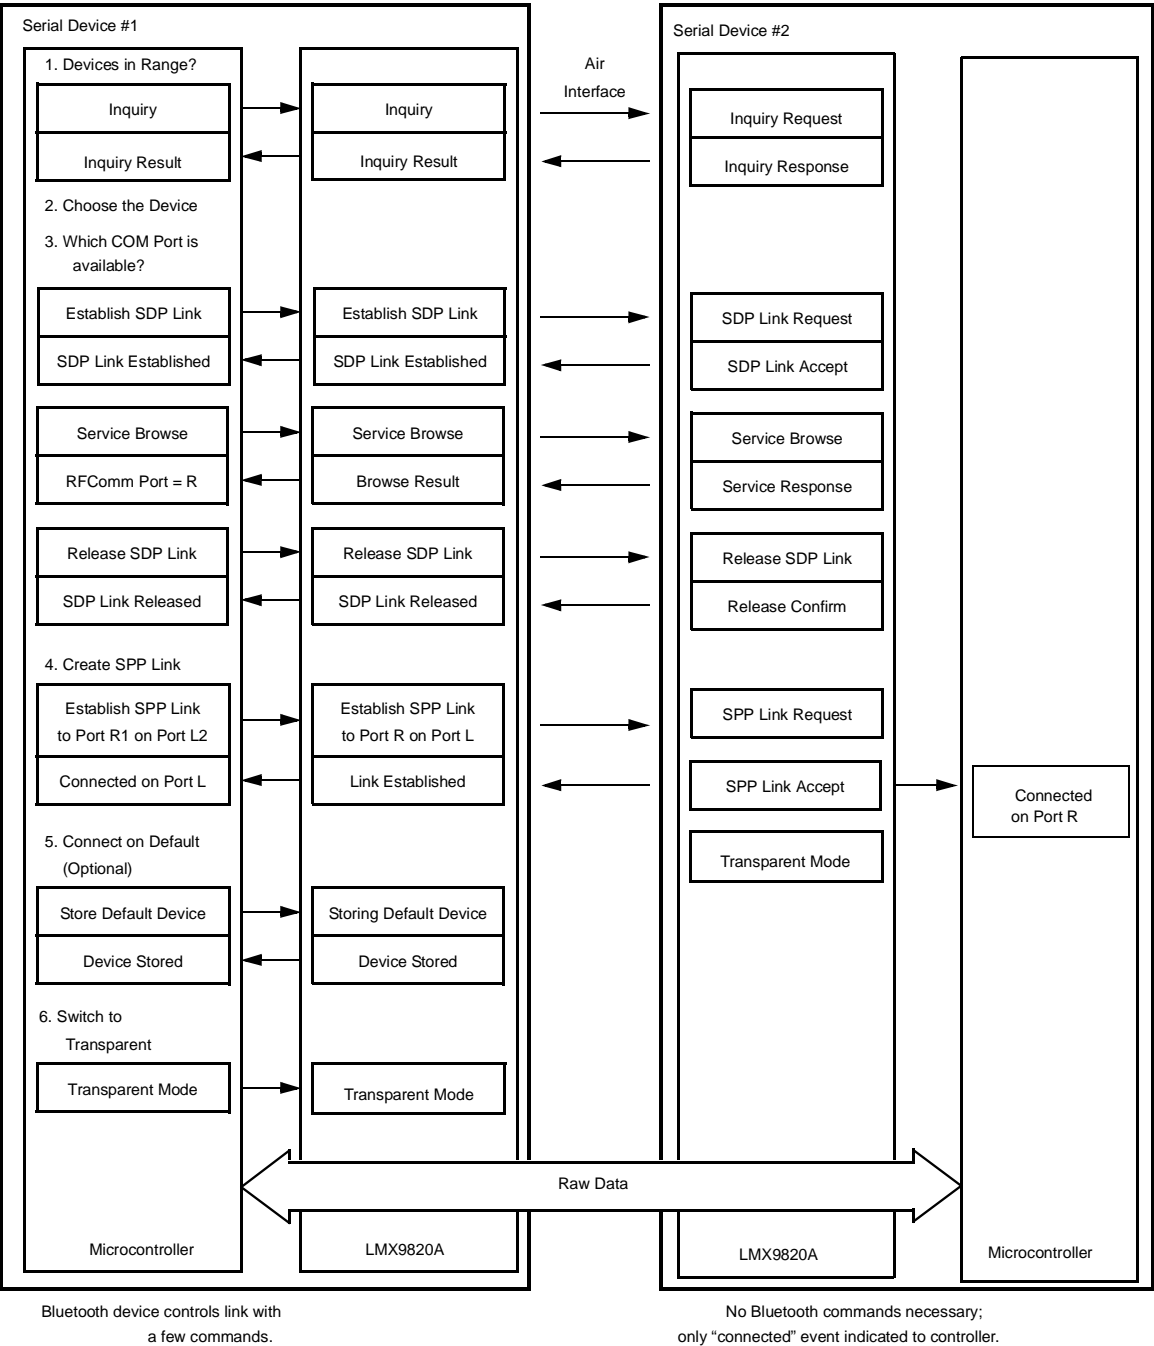 Serial Device #1
1. Devices in Range?
Inquiry
Inquiry Result
2. Choose the Device
3. Which COM Port is
available?
Establish SDP Link
SDP Link Established
Service Browse
RFComm Port = R
Release SDP Link
SDP Link Released
4. Create SPP Link
Establish SPP Link
to Port R1 on Port L2
Connected on Port L
5. Connect on Default
(Optional)
Store Default Device
Device Stored
6. Switch to
Transparent
Transparent Mode
Microcontroller
Inquiry
Inquiry Result
Establish SDP Link
SDP Link Established
Service Browse
Browse Result
Release SDP Link
SDP Link Released
Establish SPP Link
to Port R on Port L
Link Established
Storing Default Device
Device Stored
Transparent Mode
LMX9820A
Air
Interface
Raw Data
Serial Device #2
Inquiry Request
Inquiry Response
SDP Link Request
SDP Link Accept
Service Browse
Service Response
Release SDP Link
Release Confirm
SPP Link Request
SPP Link Accept
Transparent Mode
LMX9820A
Connected
on Port R
Microcontroller
Bluetooth device controls link with
a few commands.
No Bluetooth commands necessary;
only “connected” event indicated to controller.